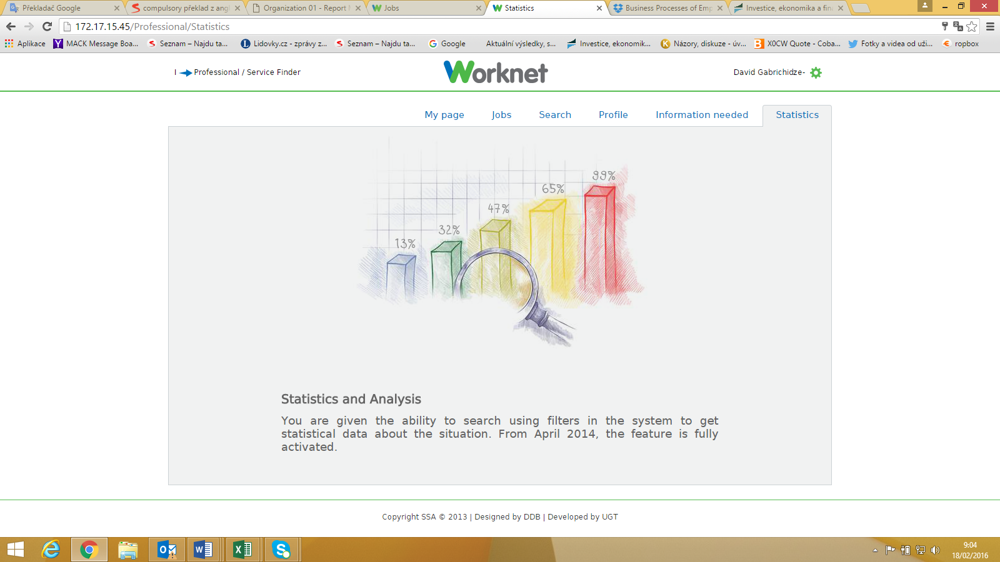 Překladač Google
compulsory překlad z angl
Organization 01 - Report M
Jobs
Statistics
Business Processes of Emp
Investice, ekonomika a fina
172.17.15.45/Professional/Statistics
Aplikace
MACK Message Boa...
Seznam – Najdu ta...
Lidovky.cz - zprávy z...
Seznam – Najdu ta...
Google
Aktuální výsledky, s...
Investice, ekonomik...
Názory, diskuze - úv...
X0CW Quote - Coba...
Fotky a videa od uži...
ropbox
I Professional / Service Finder
Worknet
David Gabrichidze-
My page
Jobs
Search
Profile
Information needed
Statistics
13%
32%
47%
65%
99%
Statistics and Analysis
You are given the ability to search using filters in the system to get
statistical data about the situation. From April 2014, the feature is fully
activated.
Copyright SSA © 2013 | Designed by DDB | Developed by UGT
9:04
18/02/2016